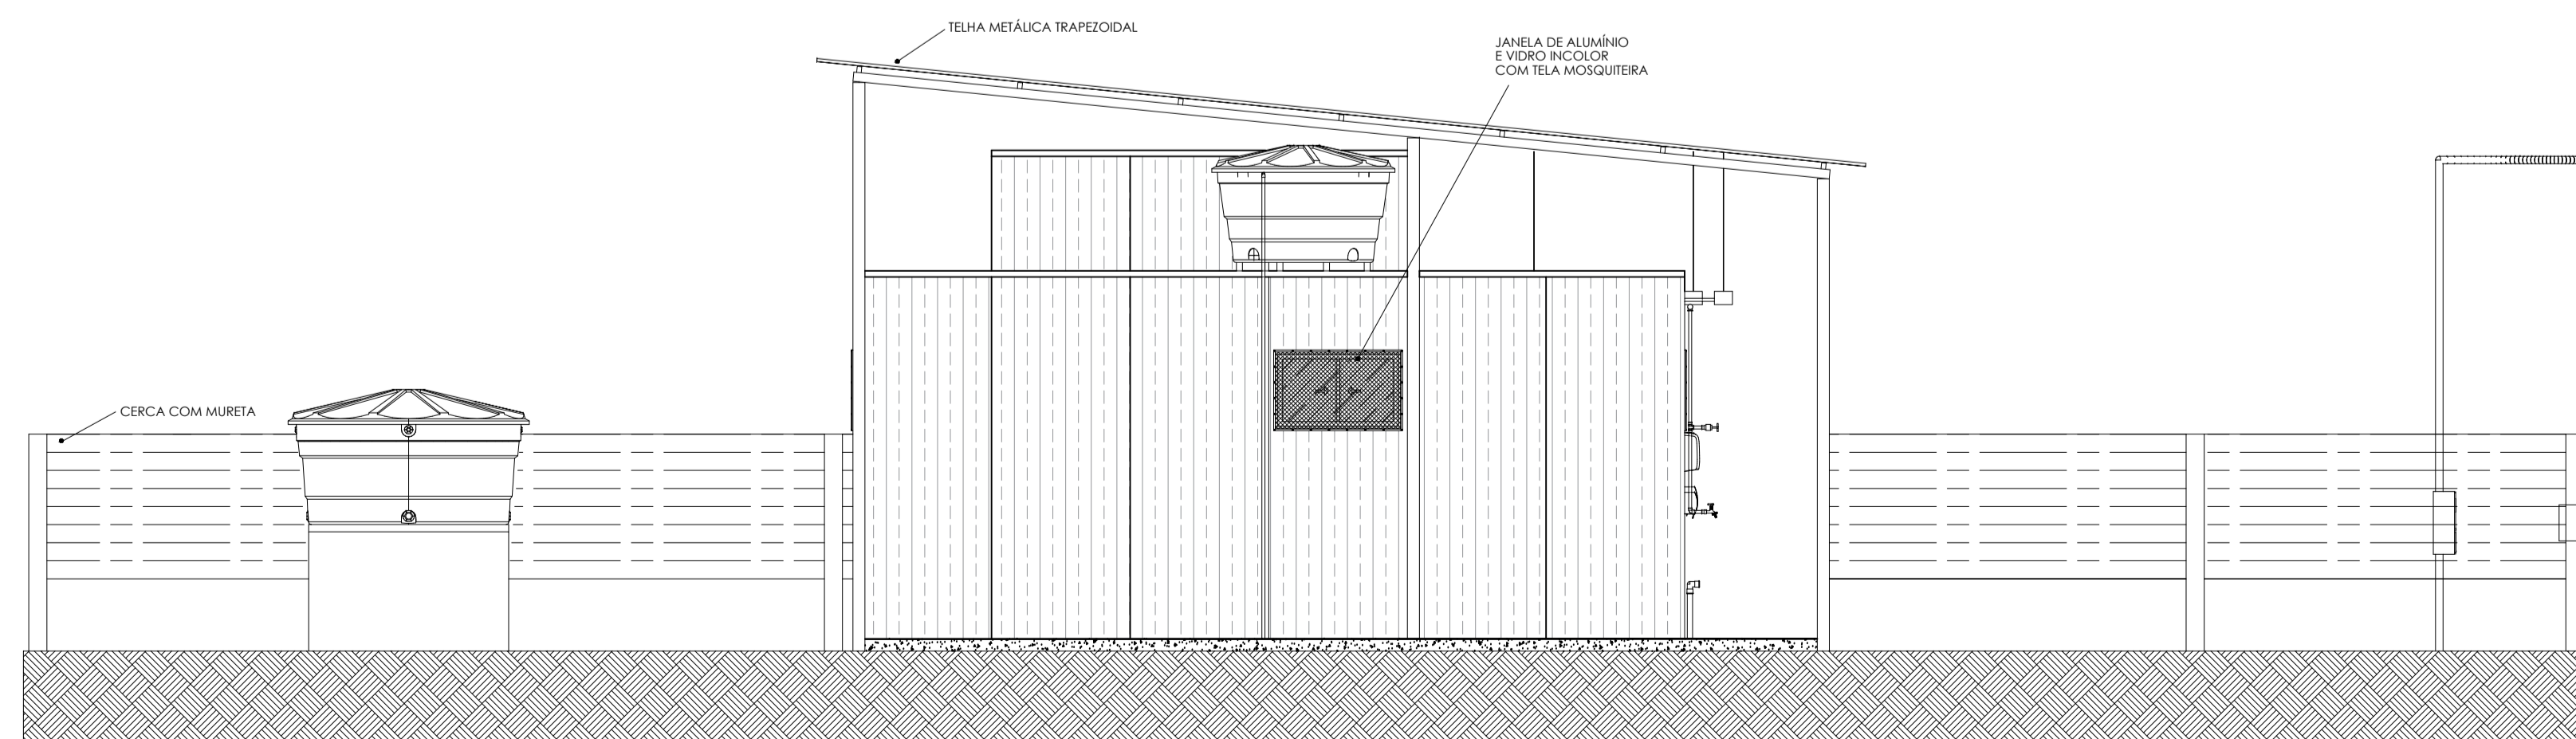 TELHA METÁLICA TRAPEZOIDAL
JANELA DE ALUMÍNIO
E VIDRO INCOLOR
COM TELA MOSQUITEIRA
CERCA COM MURETA